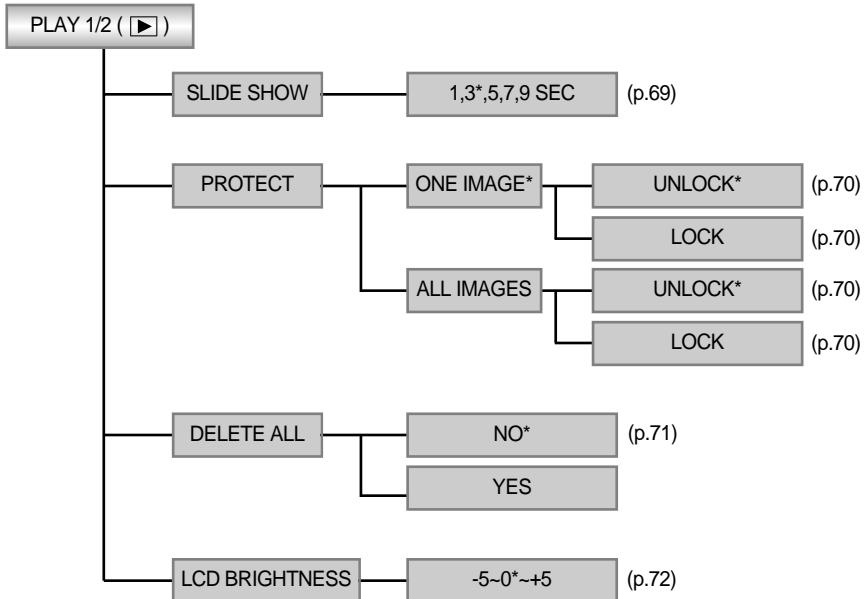 PLAY 1/2 ( ▶ )
SLIDE SHOW 1,3*,5,7,9 SEC (p.69)
PROTECT ONE IMAGE* UNLOCK* (p.70)
LOCK (p.70)
ALL IMAGES UNLOCK* (p.70)
LOCK (p.70)
DELETE ALL NO* (p.71)
YES
LCD BRIGHTNESS -5~0*~+5 (p.72)